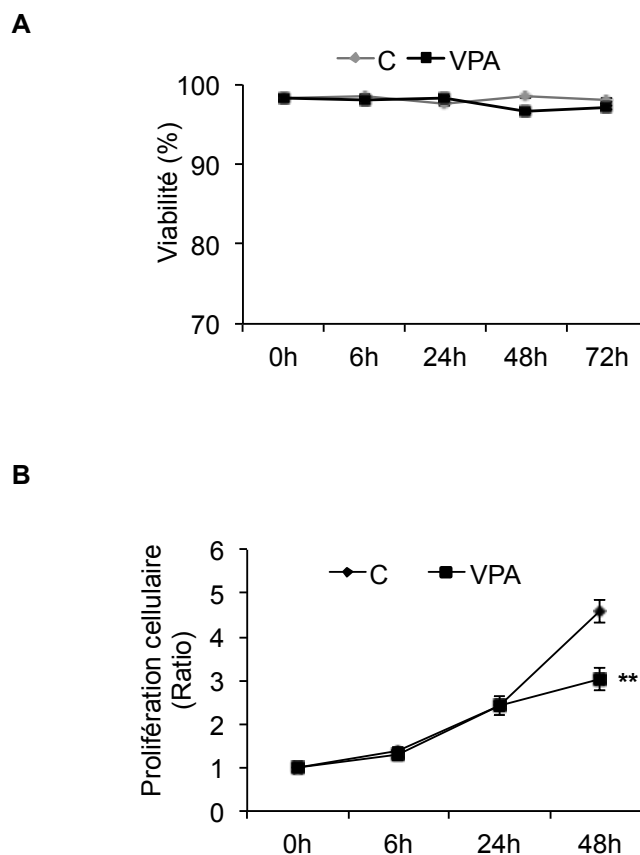 A
C VPA
Viabilité (%)
100
90
80
70
0h 6h 24h 48h 72h
B
Prolifération cellulaire
(Ratio)
6
5
4
3
2
1
0
C VPA
**
0h 6h 24h 48h